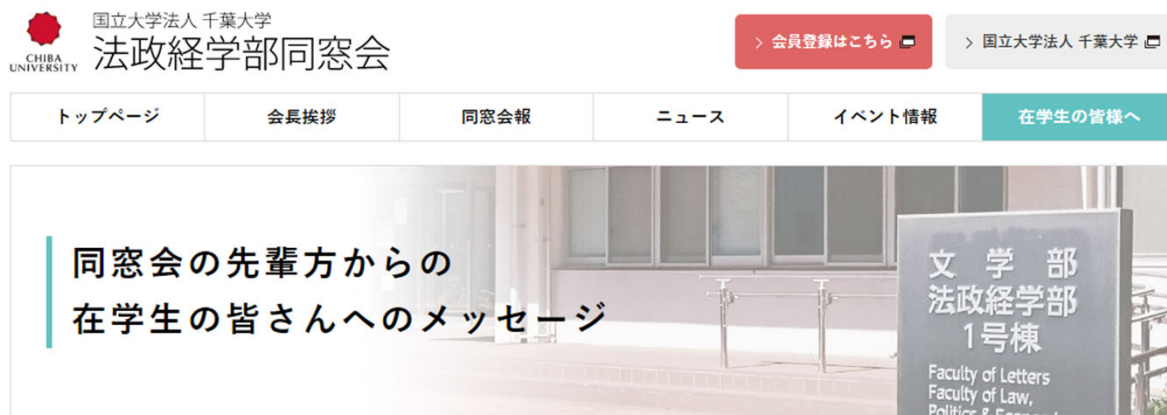 国立大学法人 千葉大学
法政経学部同窓会
CHIBA
UNIVERSITY
> 会員登録はこちら
> 国立大学法人 千葉大学
トップページ
会長挨拶
同窓会報
ニュース
イベント情報
在学生の皆様へ
同窓会の先輩方からの
在学生の皆さんへのメッセージ
文学部
法政経学部
1号棟
Faculty of Letters
Faculty of Law,
Politics &